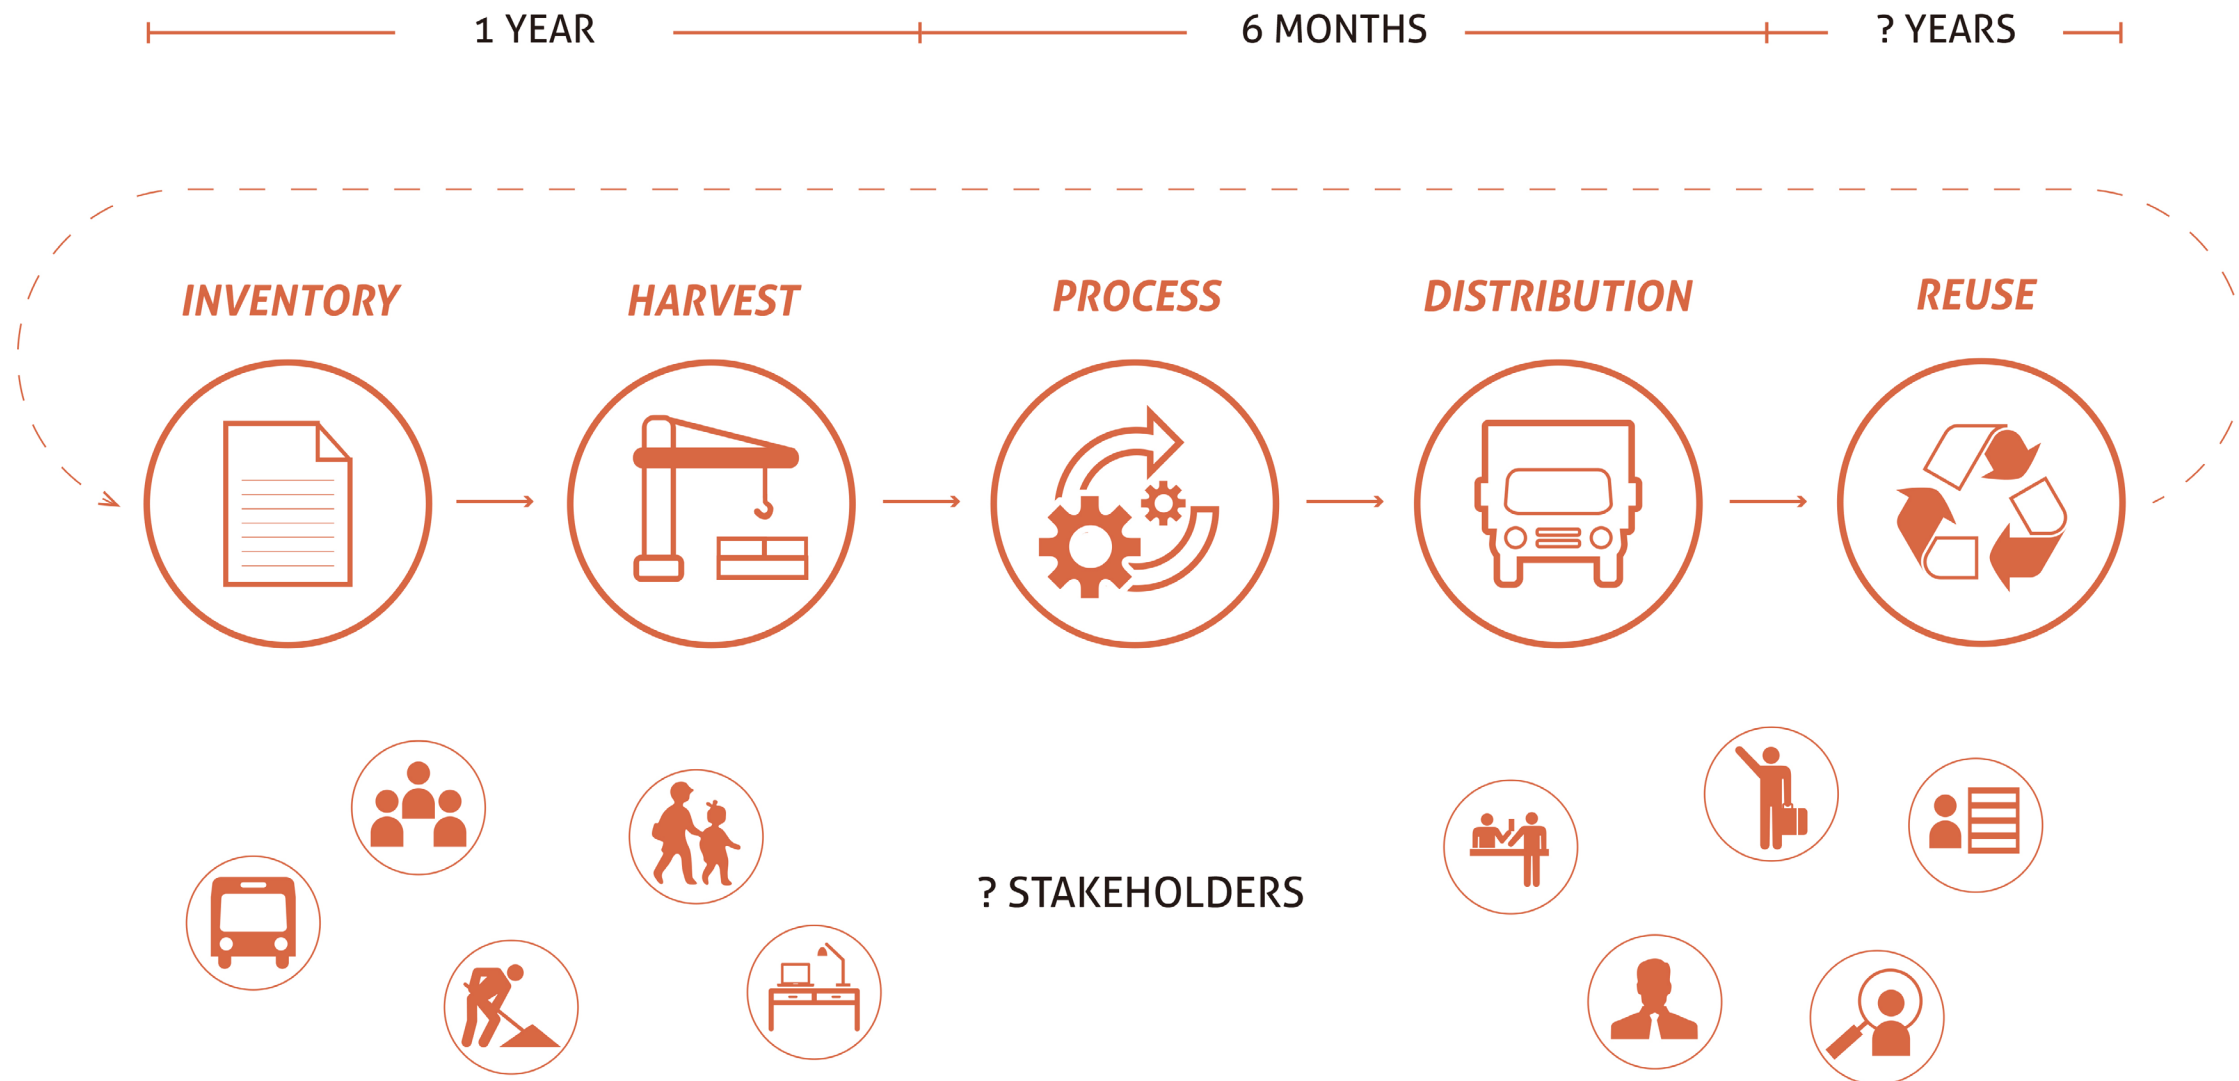 1 YEAR
6 MONTHS
? YEARS
INVENTORY
HARVEST
PROCESS
DISTRIBUTION
REUSE
? STAKEHOLDERS